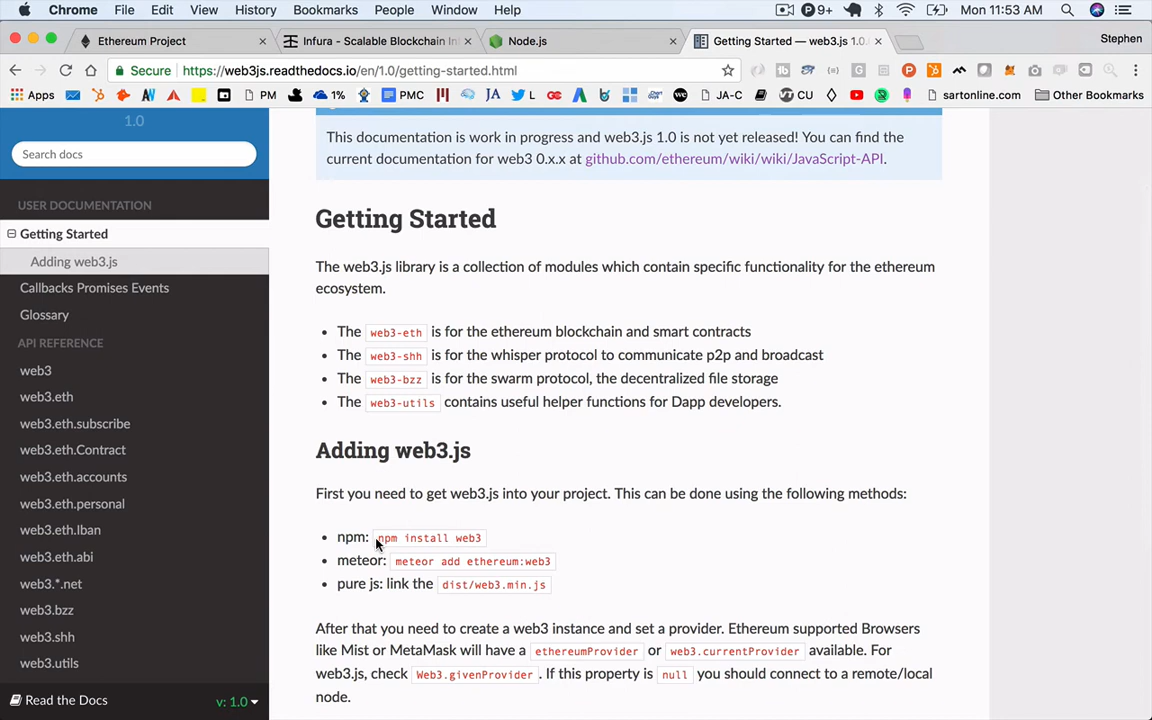 Chrome File Edit View History Bookmarks People Window Help 9+ Mon 11:53 AM
Ethereum Project Infura - Scalable Blockchain In Node.js Getting Started — web3.js 1.0. Stephen
Secure https://web3js.readthedocs.io/en/1.0/getting-started.html
Apps 1% PM PMC JA L JA-C CU sartonline.com Other Bookmarks
1.0
Search docs
USER DOCUMENTATION
Getting Started
Adding web3.js
Callbacks Promises Events
Glossary
API REFERENCE
web3
web3.eth
web3.eth.subscribe
web3.eth.Contract
web3.eth.accounts
web3.eth.personal
web3.eth.Iban
web3.eth.abi
web3.*.net
web3.bzz
web3.shh
web3.utils
Read the Docs v: 1.0
This documentation is work in progress and web3.js 1.0 is not yet released! You can find the
current documentation for web3 0.x.x at github.com/ethereum/wiki/wiki/JavaScript-API.
Getting Started
The web3.js library is a collection of modules which contain specific functionality for the ethereum
ecosystem.
• The web3-eth is for the ethereum blockchain and smart contracts
• The web3-shh is for the whisper protocol to communicate p2p and broadcast
• The web3-bzz is for the swarm protocol, the decentralized file storage
• The web3-utils contains useful helper functions for Dapp developers.
Adding web3.js
First you need to get web3.js into your project. This can be done using the following methods:
• npm: npm install web3
• meteor: meteor add ethereum:web3
• pure js: link the dist/web3.min.js
After that you need to create a web3 instance and set a provider. Ethereum supported Browsers
like Mist or MetaMask will have a ethereumProvider or web3.currentProvider available. For
web3.js, check Web3.givenProvider. If this property is null you should connect to a remote/local
node.